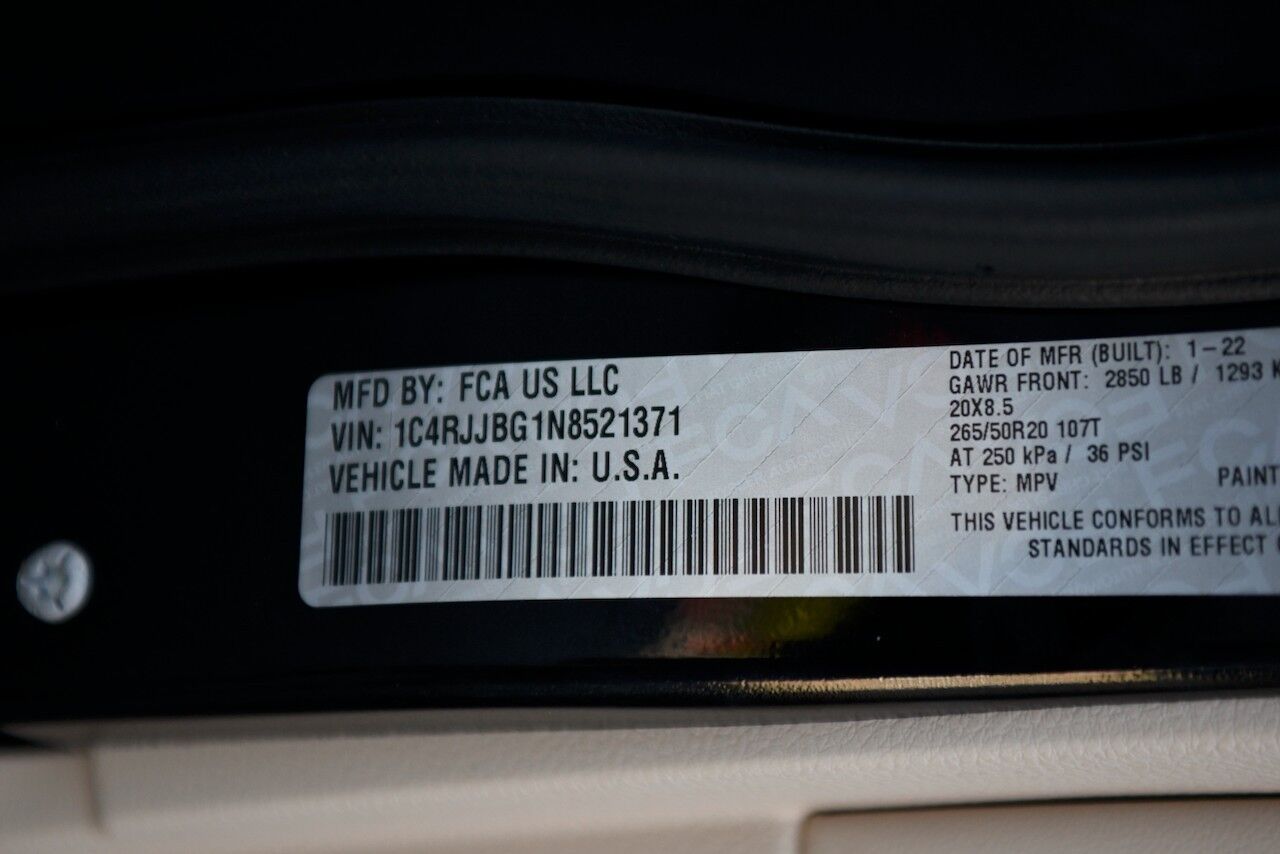 MFD BY: FCA US LLC
VIN: 1C4RJJBG1N8521371
VEHICLE MADE IN: U.S.A.
DATE OF MFR (BUILT): 1-22
GAWR FRONT: 2850 LB / 1293 K
20X8.5
265/50R20 107T
AT 250 kPa / 36 PSI
TYPE: MPV PAINT
THIS VEHICLE CONFORMS TO AL
STANDARDS IN EFFECT